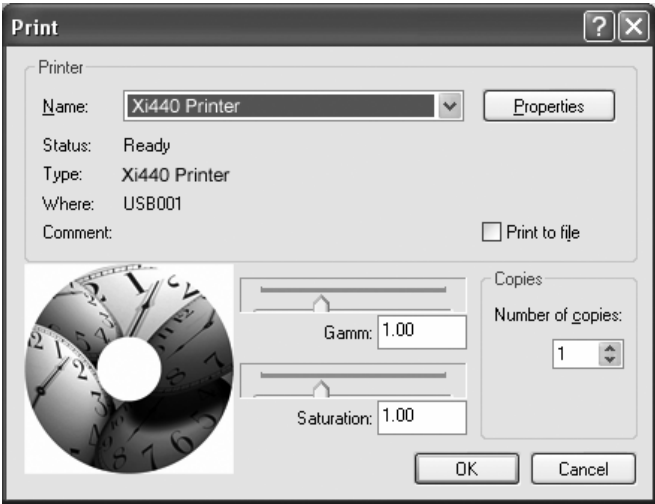 Print
Printer
Name: Xi440 Printer Properties
Status: Ready
Type: Xi440 Printer
Where: USB001
Comment: Print to file
Copies
Number of copies:
1
Gamm: 1.00
Saturation: 1.00
OK Cancel